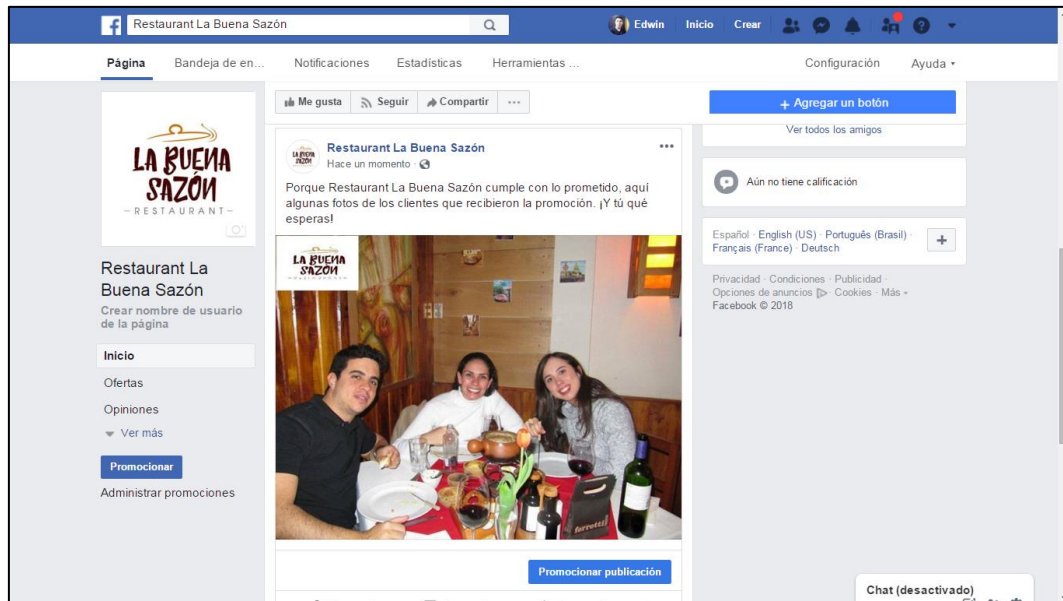 Restaurant La Buena Sazón
Edwin
Inicio
Crear
Página
Bandeja de en...
Notificaciones
Estadísticas
Herramientas ...
Configuración
Ayuda
LA BUENA
SAZÓN
- RESTAURANT -
Restaurant La
Buena Sazón
Crear nombre de usuario
de la página
Inicio
Ofertas
Opiniones
Ver más
Promocionar
Administrar promociones
Me gusta
Seguir
Compartir
...
+ Agregar un botón
LA BUENA
SAZÓN
Restaurant La Buena Sazón
Hace un momento ·
Porque Restaurant La Buena Sazón cumple con lo prometido, aquí
algunas fotos de los clientes que recibieron la promoción. ¡Y tú qué
esperas!
LA BUENA
SAZÓN
ferretti
Promocionar publicación
Ver todos los amigos
Aún no tiene calificación
Español · English (US) · Português (Brasil) ·
Français (France) · Deutsch
+
Privacidad · Condiciones · Publicidad ·
Opciones de anuncios · Cookies · Más
Facebook © 2018
Chat (desactivado)